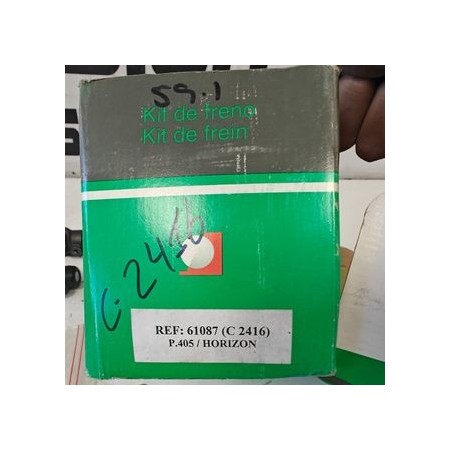 59.1
Kit de freno
Kit de frein
C-2416
REF: 61087 (C 2416)
P.405 / HORIZON